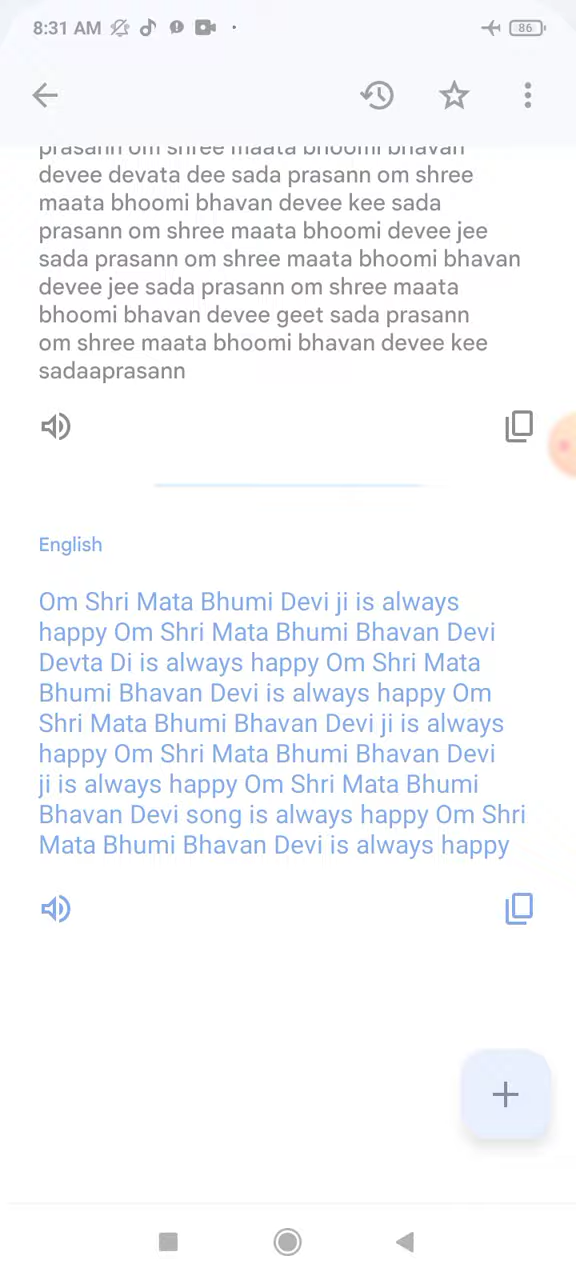 8:31 AM
86
prasann om shree maata bhoomi bhavan
devee devata dee sada prasann om shree
maata bhoomi bhavan devee kee sada
prasann om shree maata bhoomi devee jee
sada prasann om shree maata bhoomi bhavan
devee jee sada prasann om shree maata
bhoomi bhavan devee geet sada prasann
om shree maata bhoomi bhavan devee kee
sadaaprasann
English
Om Shri Mata Bhumi Devi ji is always
happy Om Shri Mata Bhumi Bhavan Devi
Devta Di is always happy Om Shri Mata
Bhumi Bhavan Devi is always happy Om
Shri Mata Bhumi Bhavan Devi ji is always
happy Om Shri Mata Bhumi Bhavan Devi
ji is always happy Om Shri Mata Bhumi
Bhavan Devi song is always happy Om Shri
Mata Bhumi Bhavan Devi is always happy